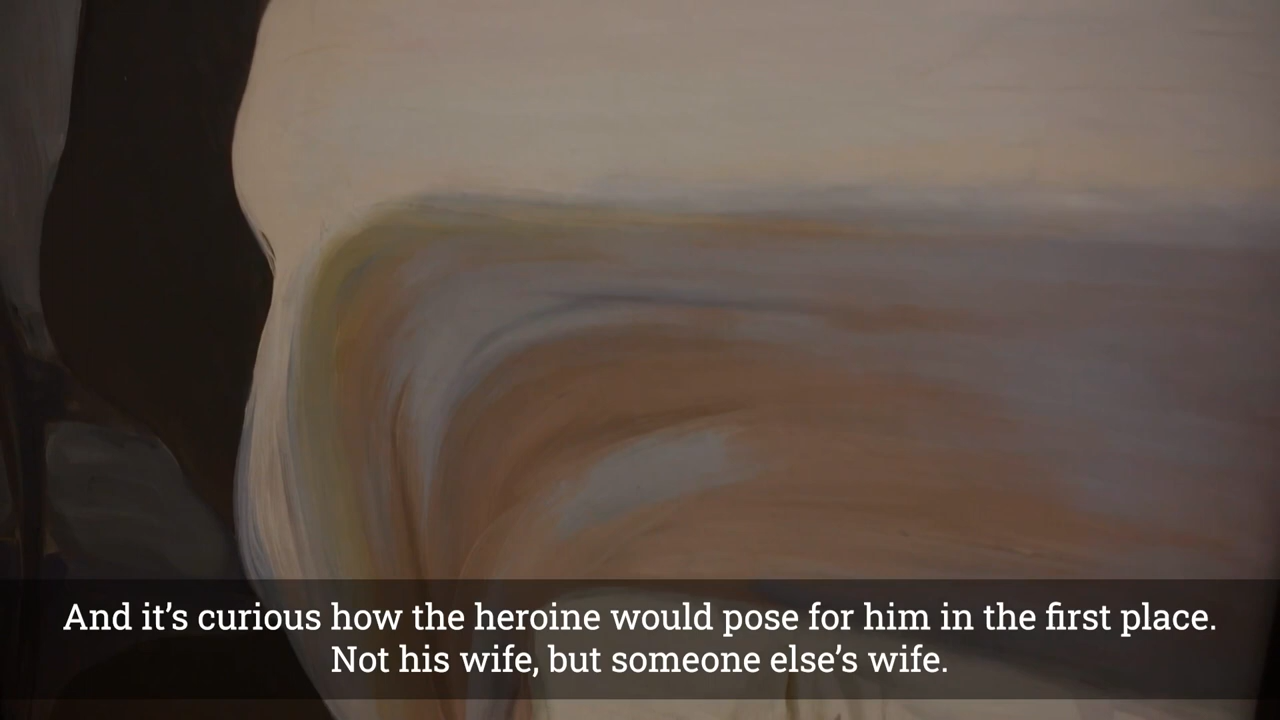 And it’s curious how the heroine would pose for him in the first place.
Not his wife, but someone else’s wife.